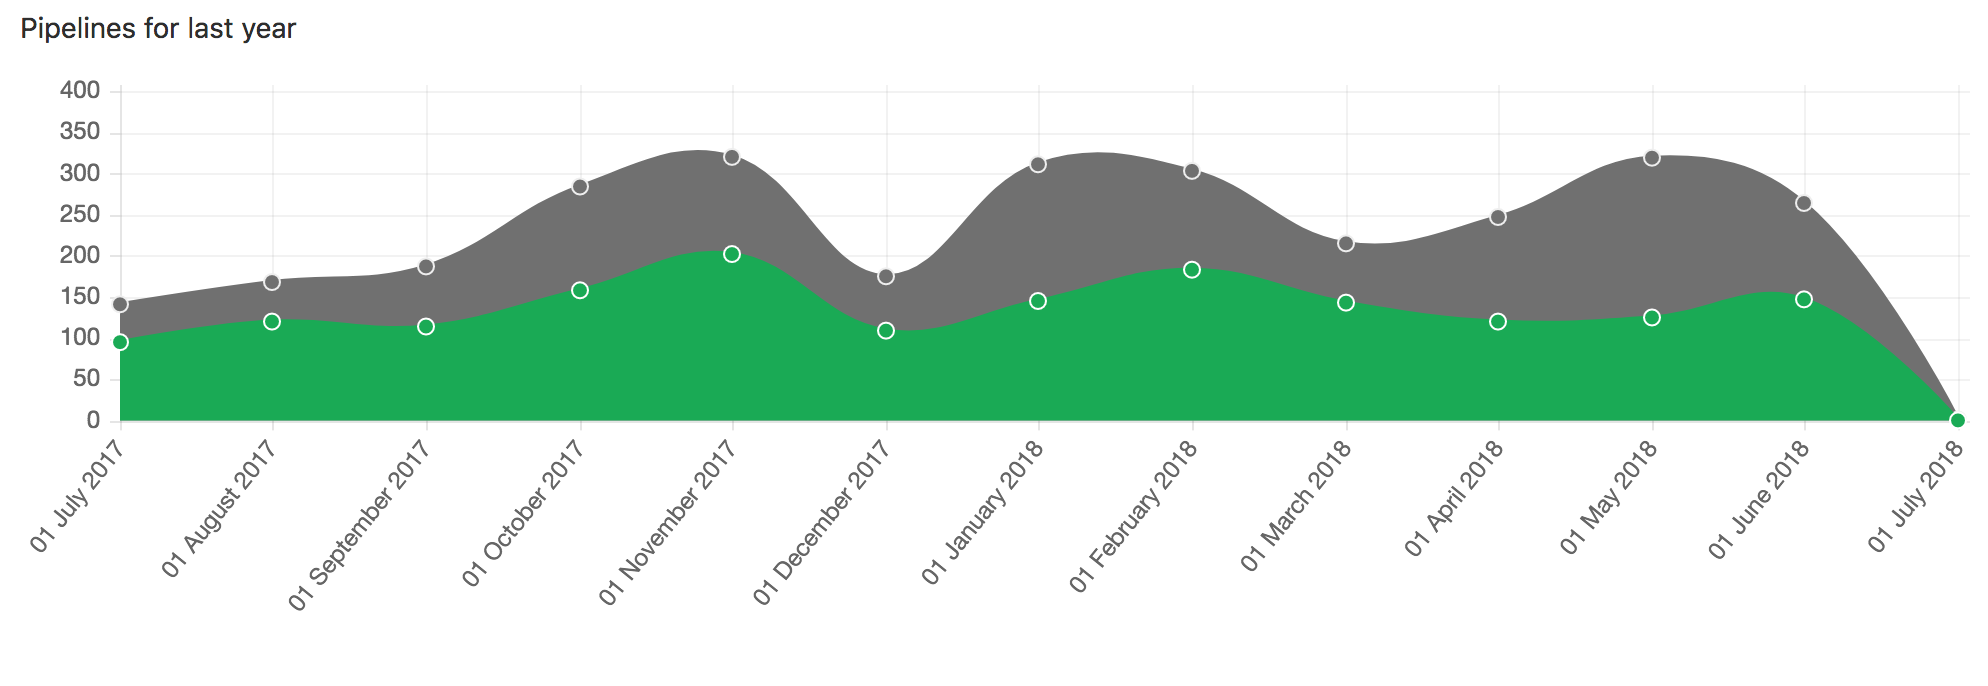 Pipelines for last year
400
350
300
250
200
150
100
50
0
01 July 2017
01 August 2017
01 September 2017
01 October 2017
01 November 2017
01 December 2017
01 January 2018
01 February 2018
01 March 2018
01 April 2018
01 May 2018
01 June 2018
01 July 2018